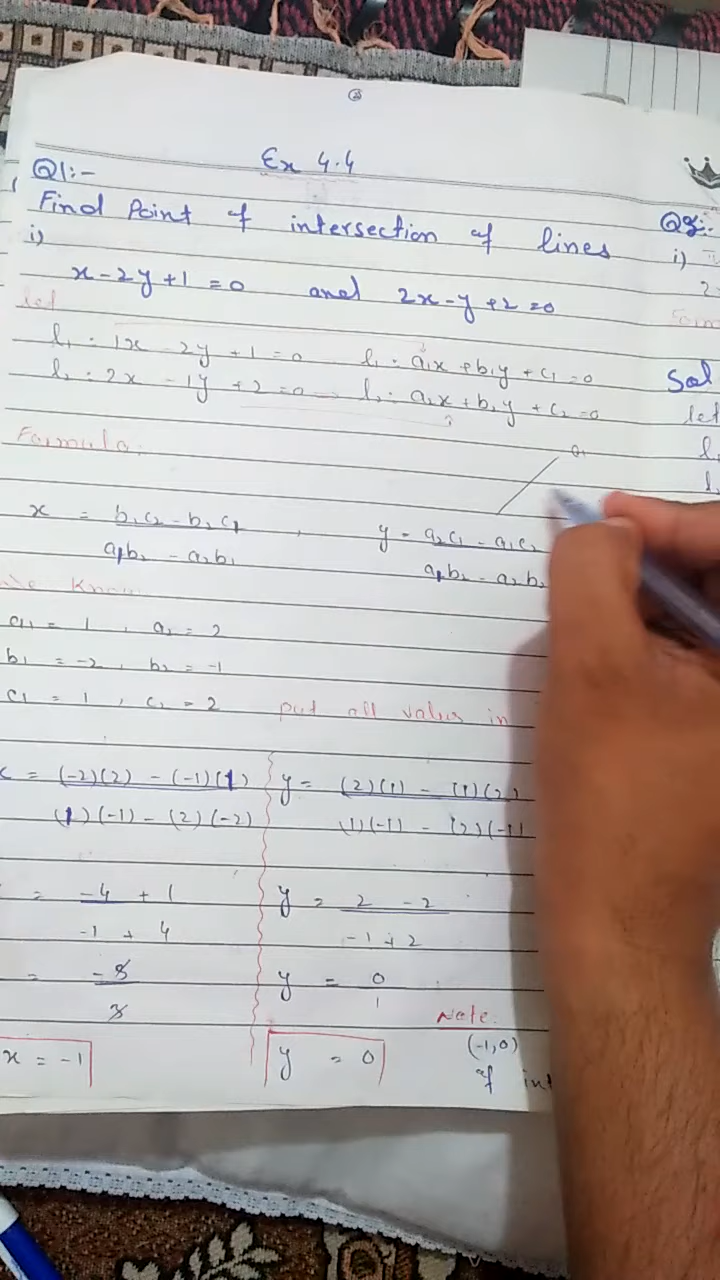 Ex 4.4
Q1:-
Find Point of intersection of lines
i)
x - 2y + 1 = 0 and 2x - y + 2 = 0
let
l₁ : 1x - 2y + 1 = 0 l₁ : a₁x + b₁y + c₁ = 0
l₂ : 2x - 1y + 2 = 0 l₂ : a₂x + b₂y + c₂ = 0
Formula:
x = b₁c₂ - b₂c₁ , y = a₂c₁ - a₁c₂
a₁b₂ - a₂b₁ a₁b₂ - a₂b₂
Know
a₁ = 1 , a₂ = 2
b₁ = -2 , b₂ = -1
c₁ = 1 , c₂ = 2 put all value in
= (-2)(2) - (-1)(1) y = (2)(1) - (1)(2)
(1)(-1) - (2)(-2) (1)(-1) - (2)(-1
= -4 + 1 y = 2 - 2
-1 + 4 -1 + 2
= -3 y = 0
3 1
Note:
x = -1 y = 0 (-1,0)
of
i)
Sol
let